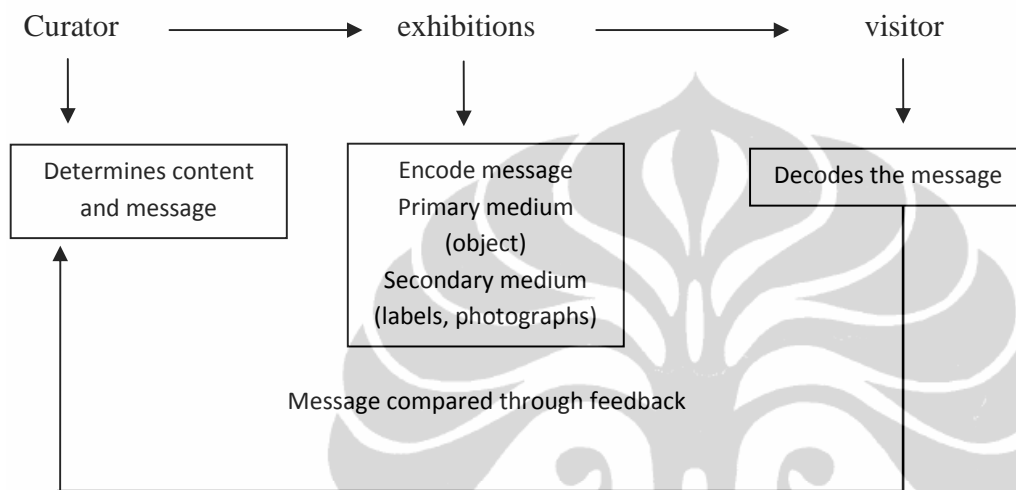 Curator exhibitions visitor
Determines content
and message
Encode message
Primary medium
(object)
Secondary medium
(labels, photographs)
Decodes the message
Message compared through feedback